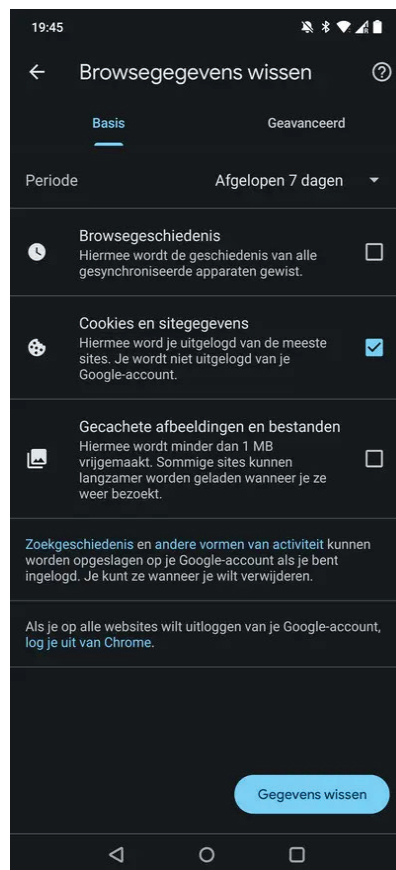 19:45
Browsegegevens wissen
Basis
Geavanceerd
Periode
Afgelopen 7 dagen
Browsegeschiedenis
Hiermee wordt de geschiedenis van alle
gesynchroniseerde apparaten gewist.
Cookies en sitegegevens
Hiermee word je uitgelogd van de meeste
sites. Je wordt niet uitgelogd van je
Google-account.
Gecachete afbeeldingen en bestanden
Hiermee wordt minder dan 1 MB
vrijgemaakt. Sommige sites kunnen
langzamer worden geladen wanneer je ze
weer bezoekt.
Zoekgeschiedenis en andere vormen van activiteit kunnen
worden opgeslagen op je Google-account als je bent
ingelogd. Je kunt ze wanneer je wilt verwijderen.
Als je op alle websites wilt uitloggen van je Google-account,
log je uit van Chrome.
Gegevens wissen